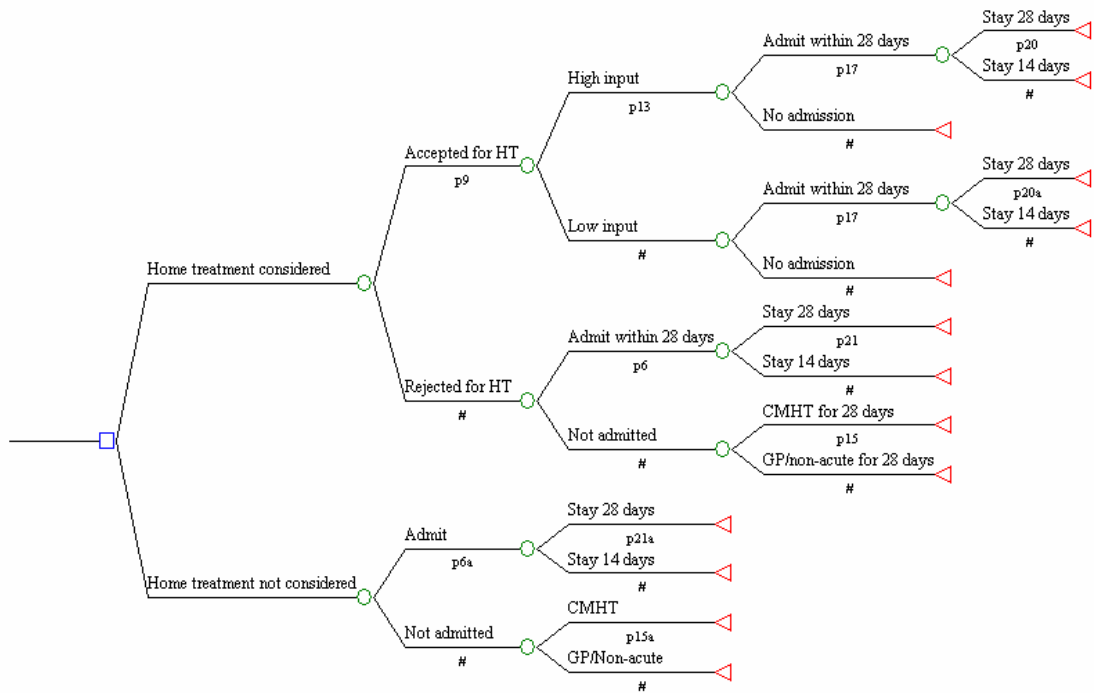 Stay 28 days
p20
Admit within 28 days
p17
Stay 14 days
#
High input
p13
No admission
#
Accepted for HT
p9
Stay 28 days
p20a
Admit within 28 days
p17
Stay 14 days
#
Low input
#
No admission
#
Home treatment considered
Stay 28 days
p21
Admit within 28 days
p6
Stay 14 days
#
Rejected for HT
#
CMHT for 28 days
p15
Not admitted
#
GP/non-acute for 28 days
#
Stay 28 days
p21a
Admit
p6a
Stay 14 days
#
Home treatment not considered
CMHT
p15a
Not admitted
#
GP/Non-acute
#